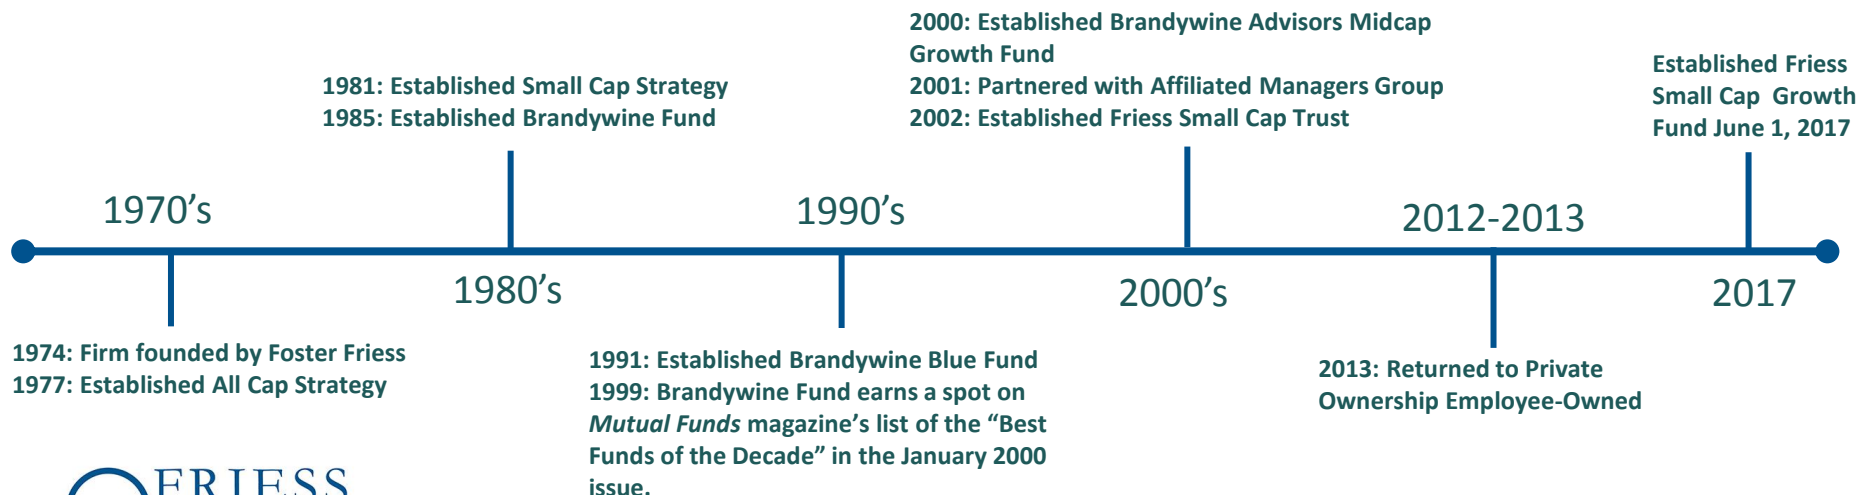 2000: Established Brandywine Advisors Midcap
Growth Fund
2001: Partnered with Affiliated Managers Group
2002: Established Friess Small Cap Trust
Established Friess
Small Cap Growth
Fund June 1, 2017
1981: Established Small Cap Strategy
1985: Established Brandywine Fund
1970’s
1990’s
2012-2013
1980’s
2000’s
2017
1974: Firm founded by Foster Friess
1977: Established All Cap Strategy
1991: Established Brandywine Blue Fund
1999: Brandywine Fund earns a spot on
Mutual Funds magazine’s list of the “Best
Funds of the Decade” in the January 2000
issue.
2013: Returned to Private
Ownership Employee-Owned
FRIESS